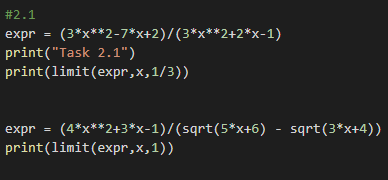 #2.1
expr = (3*x**2-7*x+2)/(3*x**2+2*x-1)
print("Task 2.1")
print(limit(expr,x,1/3))
expr = (4*x**2+3*x-1)/(sqrt(5*x+6) - sqrt(3*x+4))
print(limit(expr,x,1))